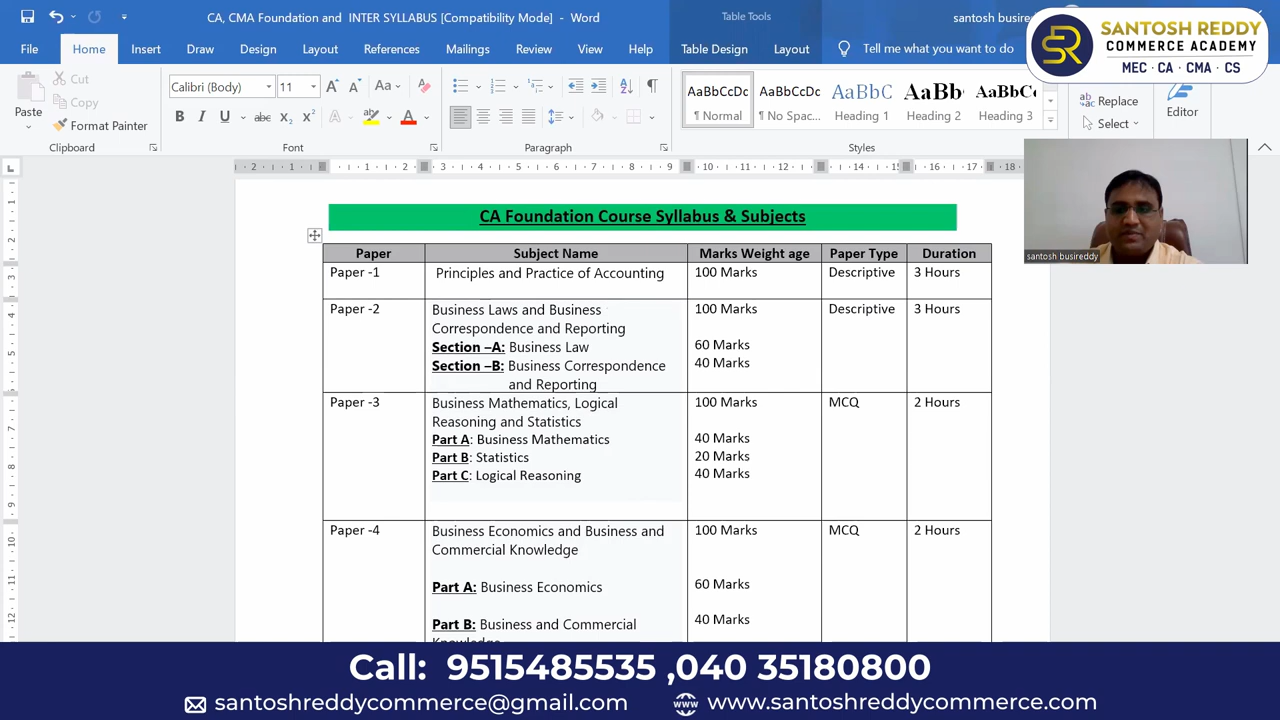 CA, CMA Foundation and INTER SYLLABUS [Compatibility Mode] - Word
Table Tools
santosh busire
File Home Insert Draw Design Layout References Mailings Review View Help Table Design Layout Tell me what you want to do
SANTOSH REDDY
COMMERCE ACADEMY
MEC · CA · CMA · CS
SR
Paste
Cut
Copy
Format Painter
Calibri (Body) 11
AaBbCcDc AaBbCcDc AaBbC AaBb AaBbCc
¶ Normal ¶ No Spac... Heading 1 Heading 2 Heading 3
Replace
Select
Editor
Clipboard Font Paragraph Styles
CA Foundation Course Syllabus & Subjects
Paper Subject Name Marks Weight age Paper Type Duration
Paper -1 Principles and Practice of Accounting 100 Marks Descriptive 3 Hours
Paper -2 Business Laws and Business 100 Marks Descriptive 3 Hours
Correspondence and Reporting
Section –A: Business Law 60 Marks
Section –B: Business Correspondence 40 Marks
and Reporting
Paper -3 Business Mathematics, Logical 100 Marks MCQ 2 Hours
Reasoning and Statistics
Part A: Business Mathematics 40 Marks
Part B: Statistics 20 Marks
Part C: Logical Reasoning 40 Marks
Paper -4 Business Economics and Business and 100 Marks MCQ 2 Hours
Commercial Knowledge
Part A: Business Economics 60 Marks
Part B: Business and Commercial 40 Marks
Knowledge
santosh busireddy
Call: 9515485535 ,040 35180800
santoshreddycommerce@gmail.com www.santoshreddycommerce.com